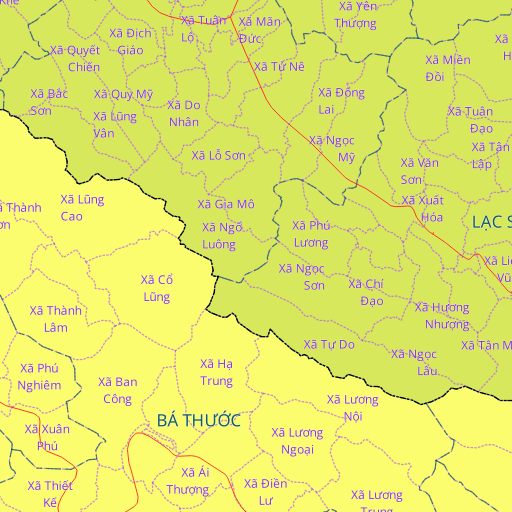 Xã Yên
Thượng
Xã Tuân
Lộ
Xã Mãn
Đức
Xã Địch
Giáo
Xã Quyết
Chiến
Xã Tử Nê
Xã Miền
Đồi
Xã Bắc
Sơn
Xã Quy Mỹ
Xã Đông
Lai
Xã Do
Nhân
Xã Lũng
Vân
Xã Tuân
Đạo
Xã Ngọc
Mỹ
Xã Tân
Lập
Xã Lỗ Sơn
Xã Văn
Sơn
Xã Lũng
Cao
Xã Gia Mô
Xã Xuất
Hóa
Thành
LẠC S
Xã Ngổ
Luông
Xã Phú
Lương
Xã Ngọc
Sơn
Xã Cổ
Lũng
Xã Chí
Đạo
Xã Thành
Lâm
Xã Hương
Nhượng
Xã Tự Do
Xã Ngọc
Lâu
Xã Tân M
Xã Phú
Nghiêm
Xã Hạ
Trung
Xã Ban
Công
Xã Lương
Nội
BÁ THƯỚC
Xã Xuân
Phú
Xã Lương
Ngoại
Xã Ái
Thượng
Xã Thiết
Kế
Xã Điền
Lư
Xã Lương
Trung